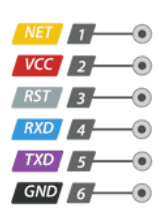 NET 1
VCC 2
RST 3
RXD 4
TXD 5
GND 6